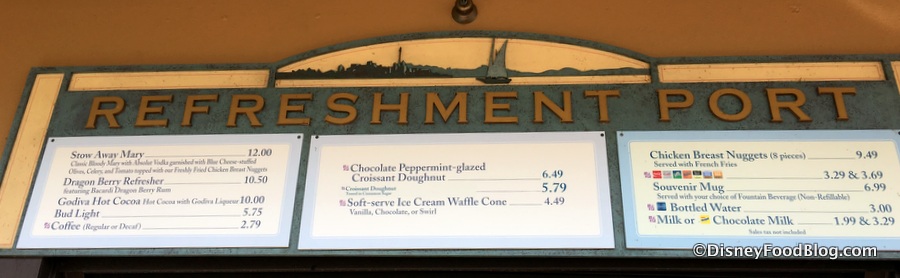 REFRESHMENT PORT
Stow Away Mary 12.00
Classic Bloody Mary with Absolut Vodka garnished with Blue Cheese-stuffed
Olives, Celery, and Tomato topped with our Freshly Fried Chicken Breast Nuggets
Dragon Berry Refresher 10.50
featuring Bacardi Dragon Berry Rum
Godiva Hot Cocoa Hot Cocoa with Godiva Liqueur 10.00
Bud Light 5.75
Coffee (Regular or Decaf) 2.79
Chocolate Peppermint-glazed
Croissant Doughnut 6.49
Croissant Doughnut 5.79
Tossed in Cinnamon Sugar
Soft-serve Ice Cream Waffle Cone 4.49
Vanilla, Chocolate, or Swirl
Chicken Breast Nuggets (8 pieces) 9.49
Served with French Fries
3.29 & 3.69
Souvenir Mug 6.99
Served with your choice of Fountain Beverage (Non-Refillable)
Bottled Water 3.00
Milk or Chocolate Milk 1.99 & 3.29
Sales tax not included
©DisneyFoodBlog.com